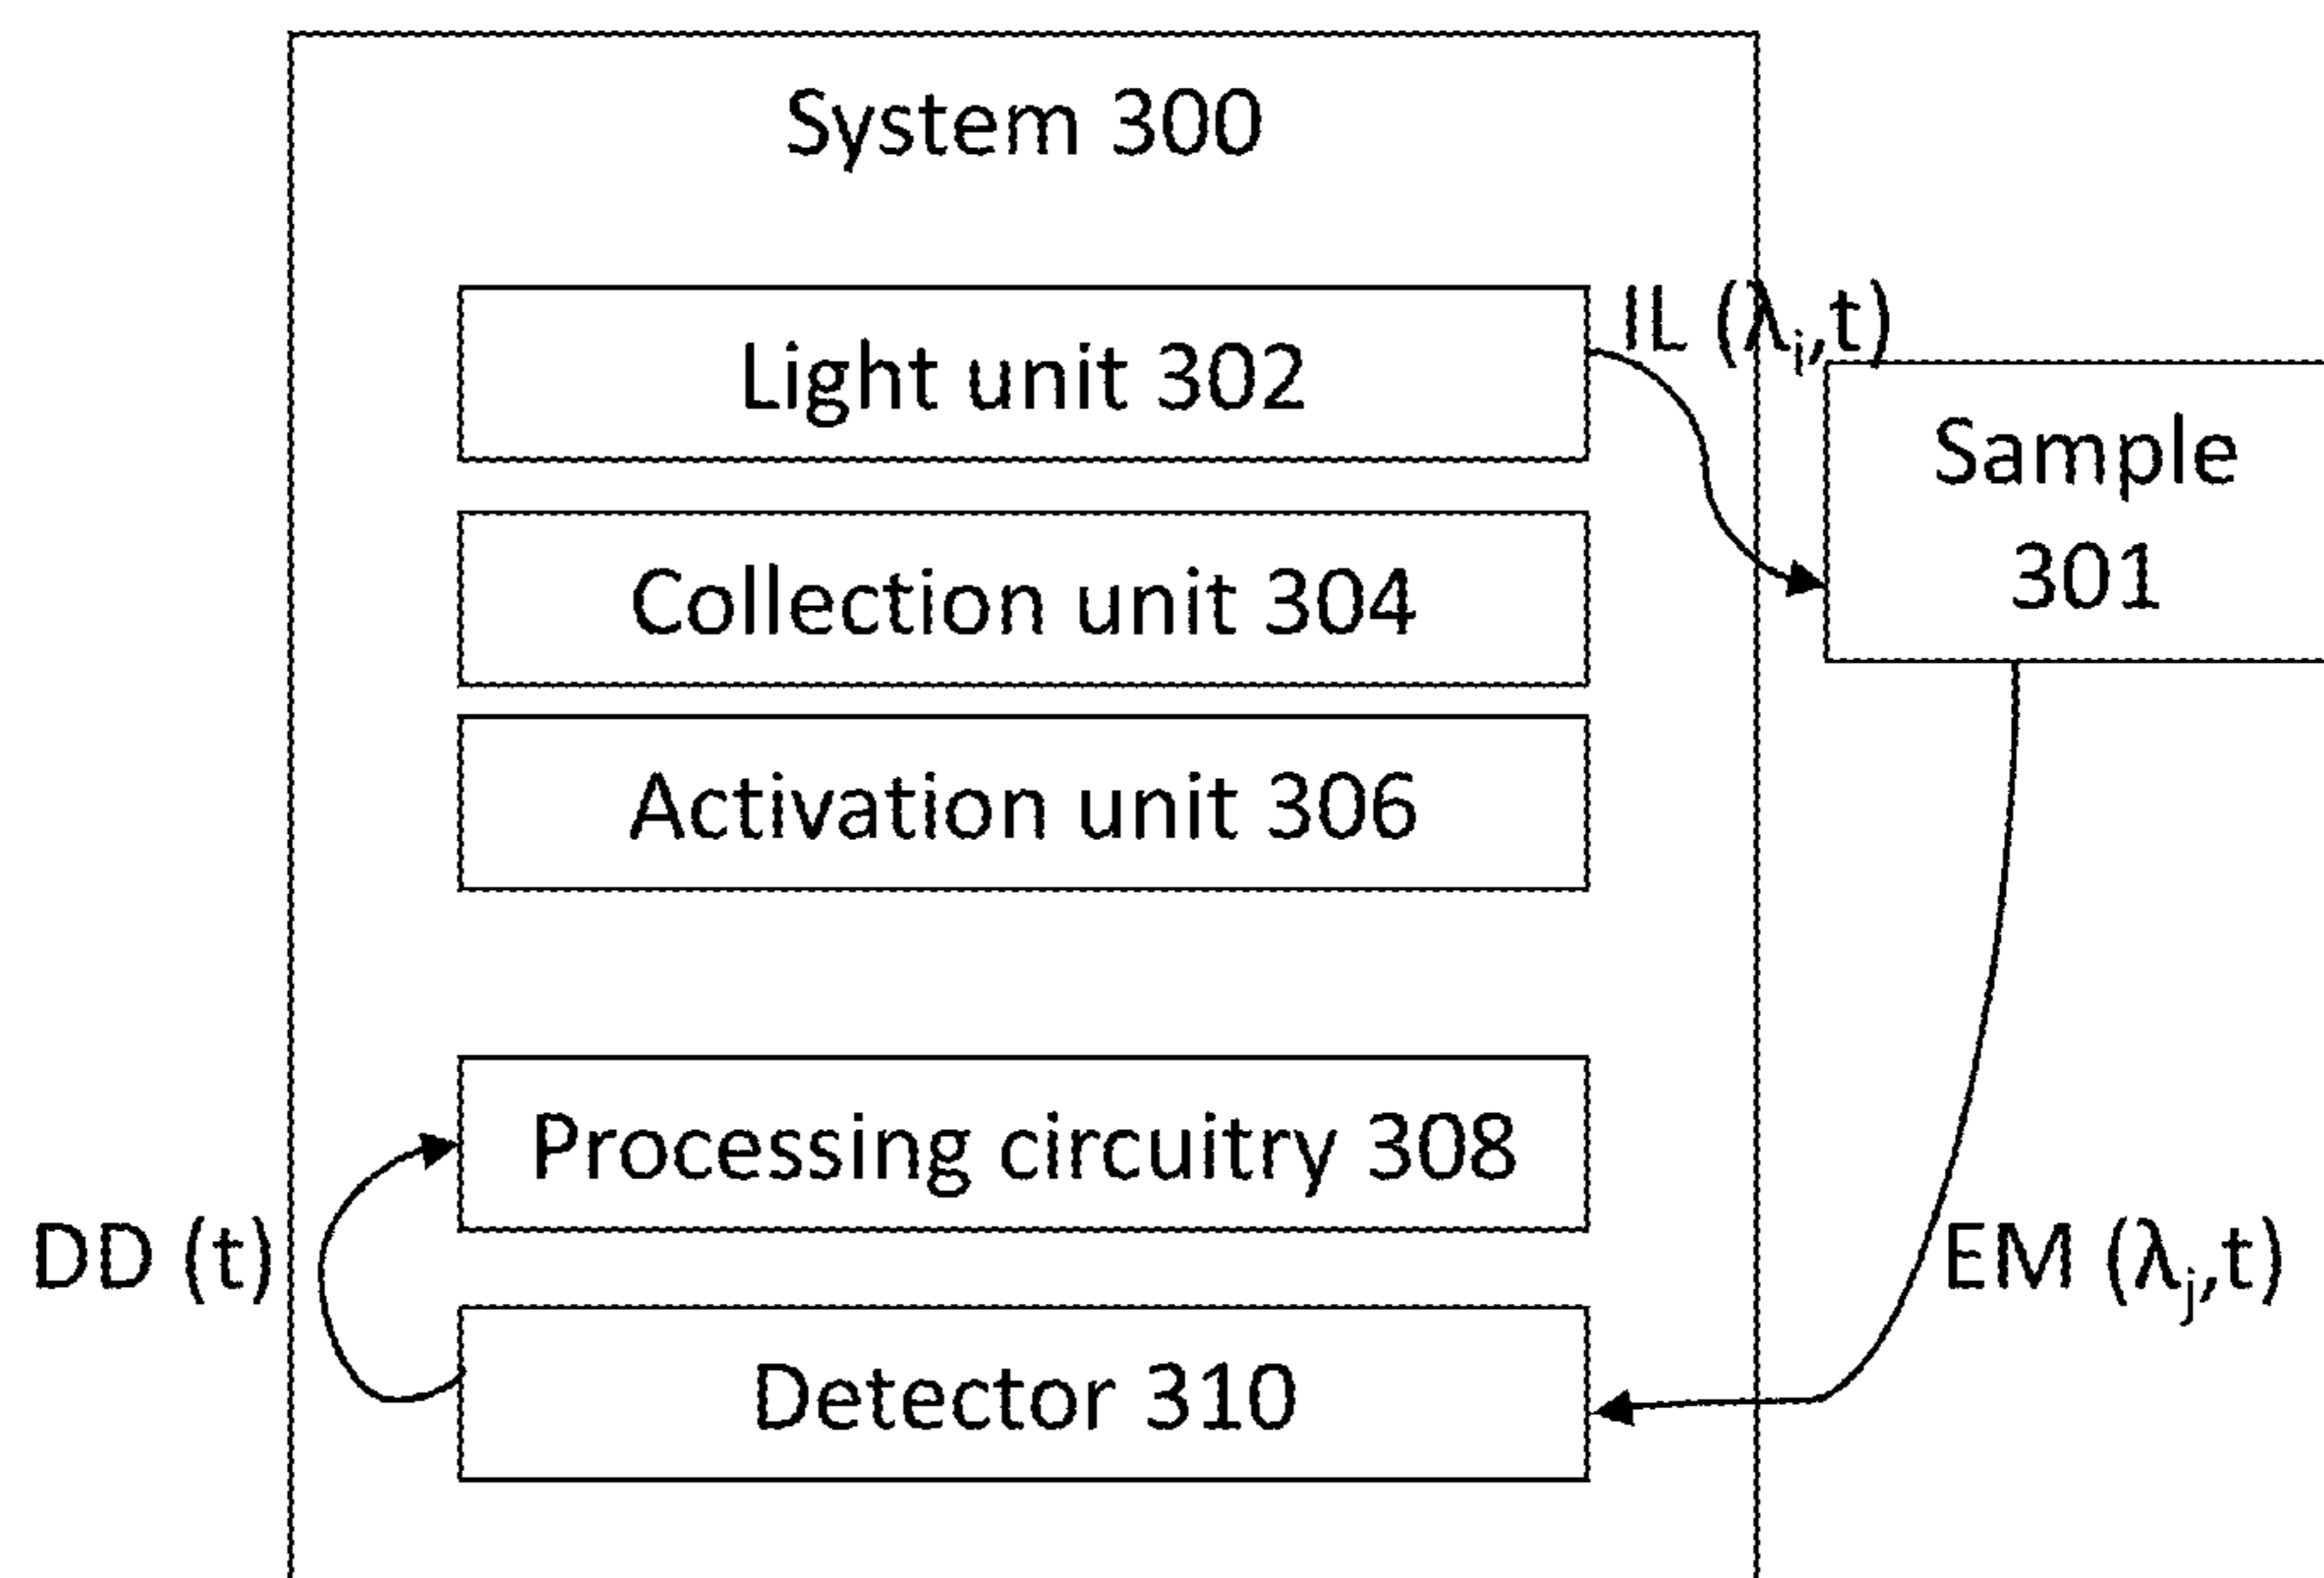 System 300
IL (λi,t)
Light unit 302
Sample
301
Collection unit 304
Activation unit 306
Processing circuitry 308
DD (t)
EM (λj,t)
Detector 310